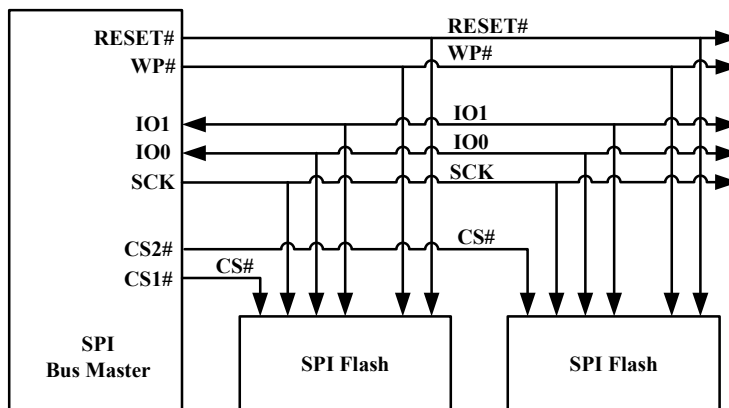 RESET#
RESET#
WP#
WP#
IO1
IO1
IO0
IO0
SCK
SCK
CS2#
CS#
CS1#
CS#
SPI
Bus Master
SPI Flash
SPI Flash